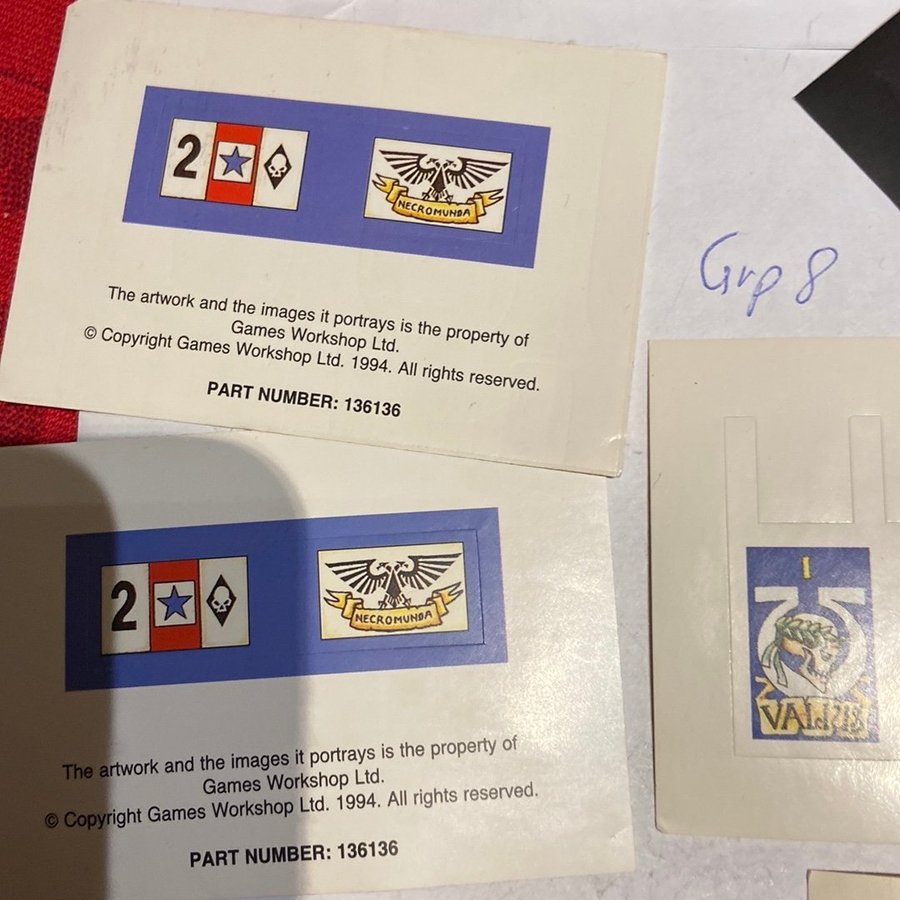 2
NECROMUNDA
The artwork and the images it portrays is the property of
Games Workshop Ltd.
© Copyright Games Workshop Ltd. 1994. All rights reserved.
PART NUMBER: 136136
Grp 8
2
NECROMUNDA
The artwork and the images it portrays is the property of
Games Workshop Ltd.
© Copyright Games Workshop Ltd. 1994. All rights reserved.
PART NUMBER: 136136
I